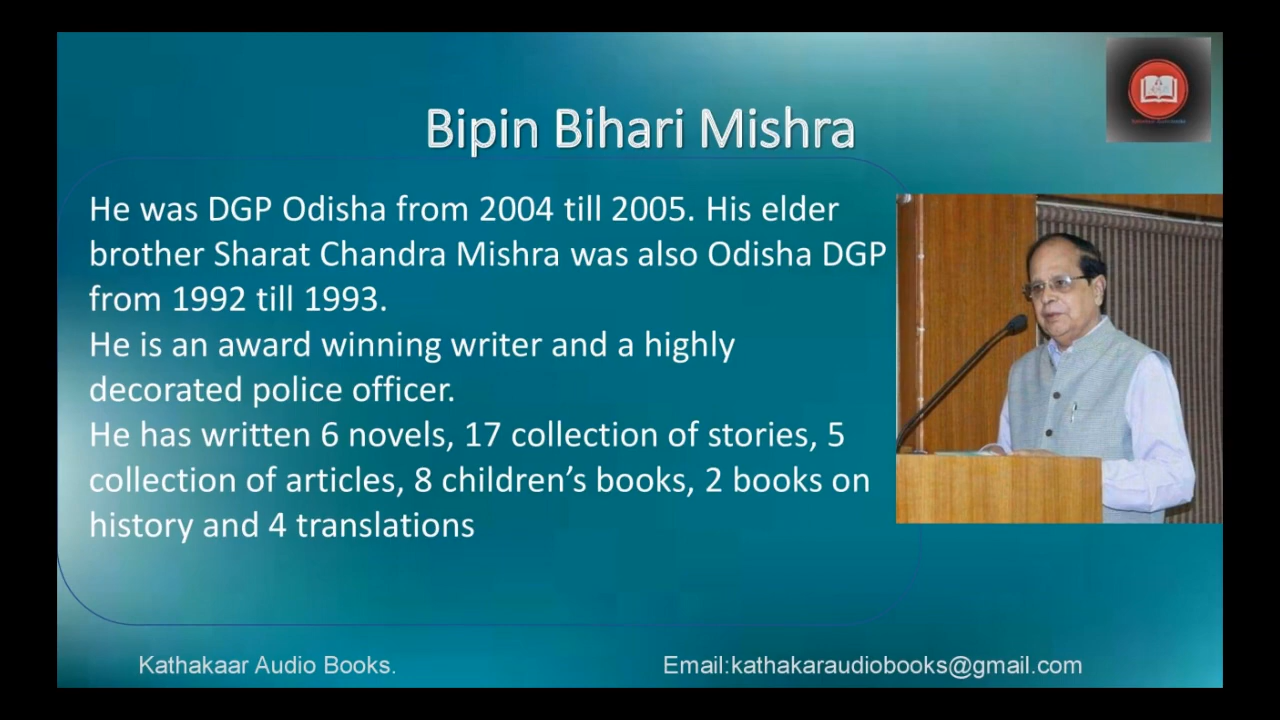 Bipin Bihari Mishra
He was DGP Odisha from 2004 till 2005. His elder
brother Sharat Chandra Mishra was also Odisha DGP
from 1992 till 1993.
He is an award winning writer and a highly
decorated police officer.
He has written 6 novels, 17 collection of stories, 5
collection of articles, 8 children’s books, 2 books on
history and 4 translations
Kathakaar Audio Books.
Email:kathakaraudiobooks@gmail.com